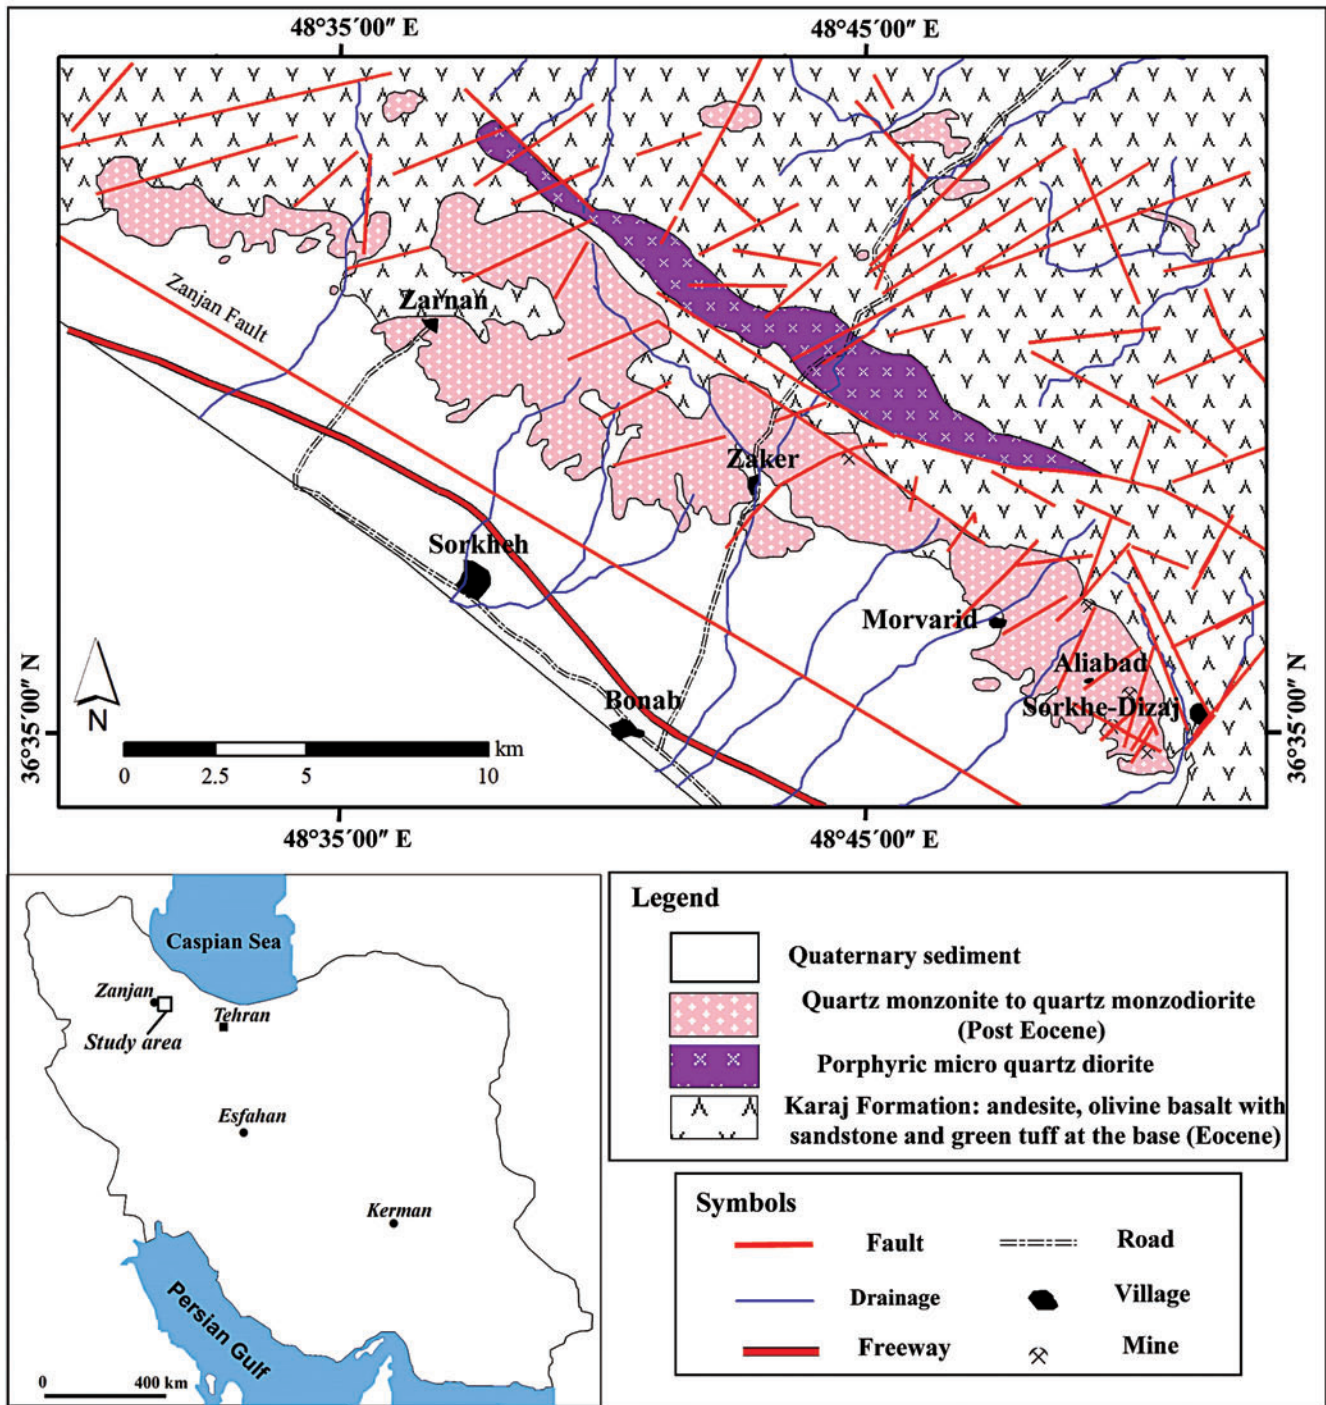 48°35´00″ E
48°45´00″ E
Zanjan Fault
Zarnan
Zaker
Sorkheh
Morvarid
Aliabad
Bonab
Sorkhe-Dizaj
36°35´00″ N
36°35´00″ N
N
km
0
2.5
5
10
48°35´00″ E
48°45´00″ E
Caspian Sea
Zanjan
Tehran
Study area
Esfahan
Kerman
Persian Gulf
0
400 km
Legend
Quaternary sediment
Quartz monzonite to quartz monzodiorite
(Post Eocene)
Porphyric micro quartz diorite
Karaj Formation: andesite, olivine basalt with
sandstone and green tuff at the base (Eocene)
Symbols
Fault
Road
Drainage
Village
Freeway
Mine